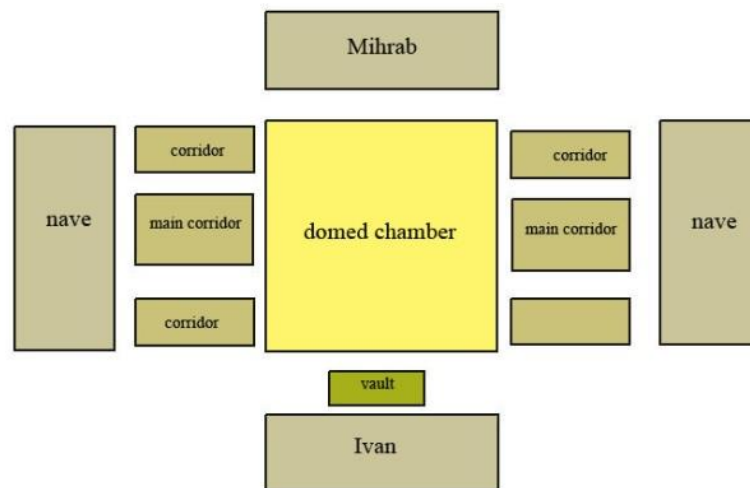 Mihrab
corridor
corridor
nave
main corridor
domed chamber
main corridor
nave
corridor
vault
Ivan